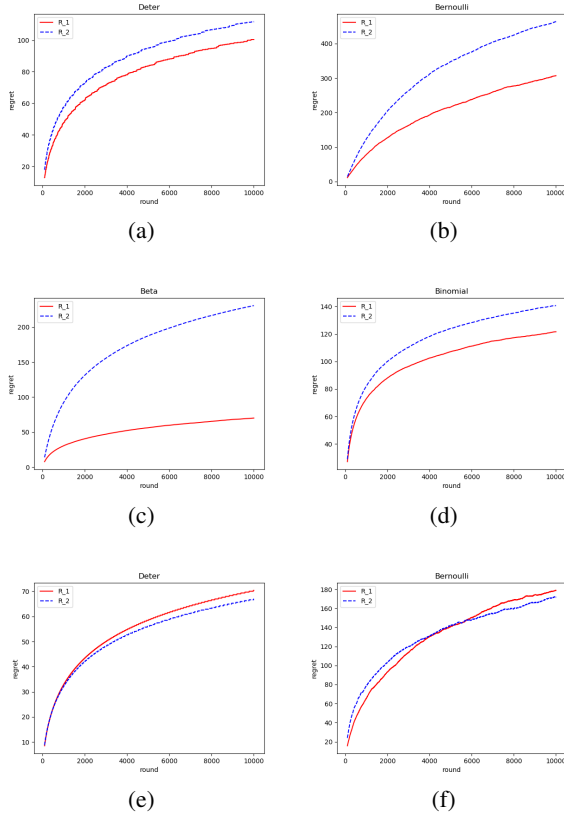 Deter
R_1
R_2
regret
100
80
60
40
20
0 2000 4000 6000 8000 10000
round
(a)
Bernoulli
R_1
R_2
regret
400
300
200
100
0
0 2000 4000 6000 8000 10000
round
(b)
Beta
R_1
R_2
regret
200
150
100
50
0
0 2000 4000 6000 8000 10000
round
(c)
Binomial
R_1
R_2
regret
140
120
100
80
60
40
0 2000 4000 6000 8000 10000
round
(d)
Deter
R_1
R_2
regret
70
60
50
40
30
20
10
0 2000 4000 6000 8000 10000
round
(e)
Bernoulli
R_1
R_2
regret
180
160
140
120
100
80
60
40
20
0 2000 4000 6000 8000 10000
round
(f)